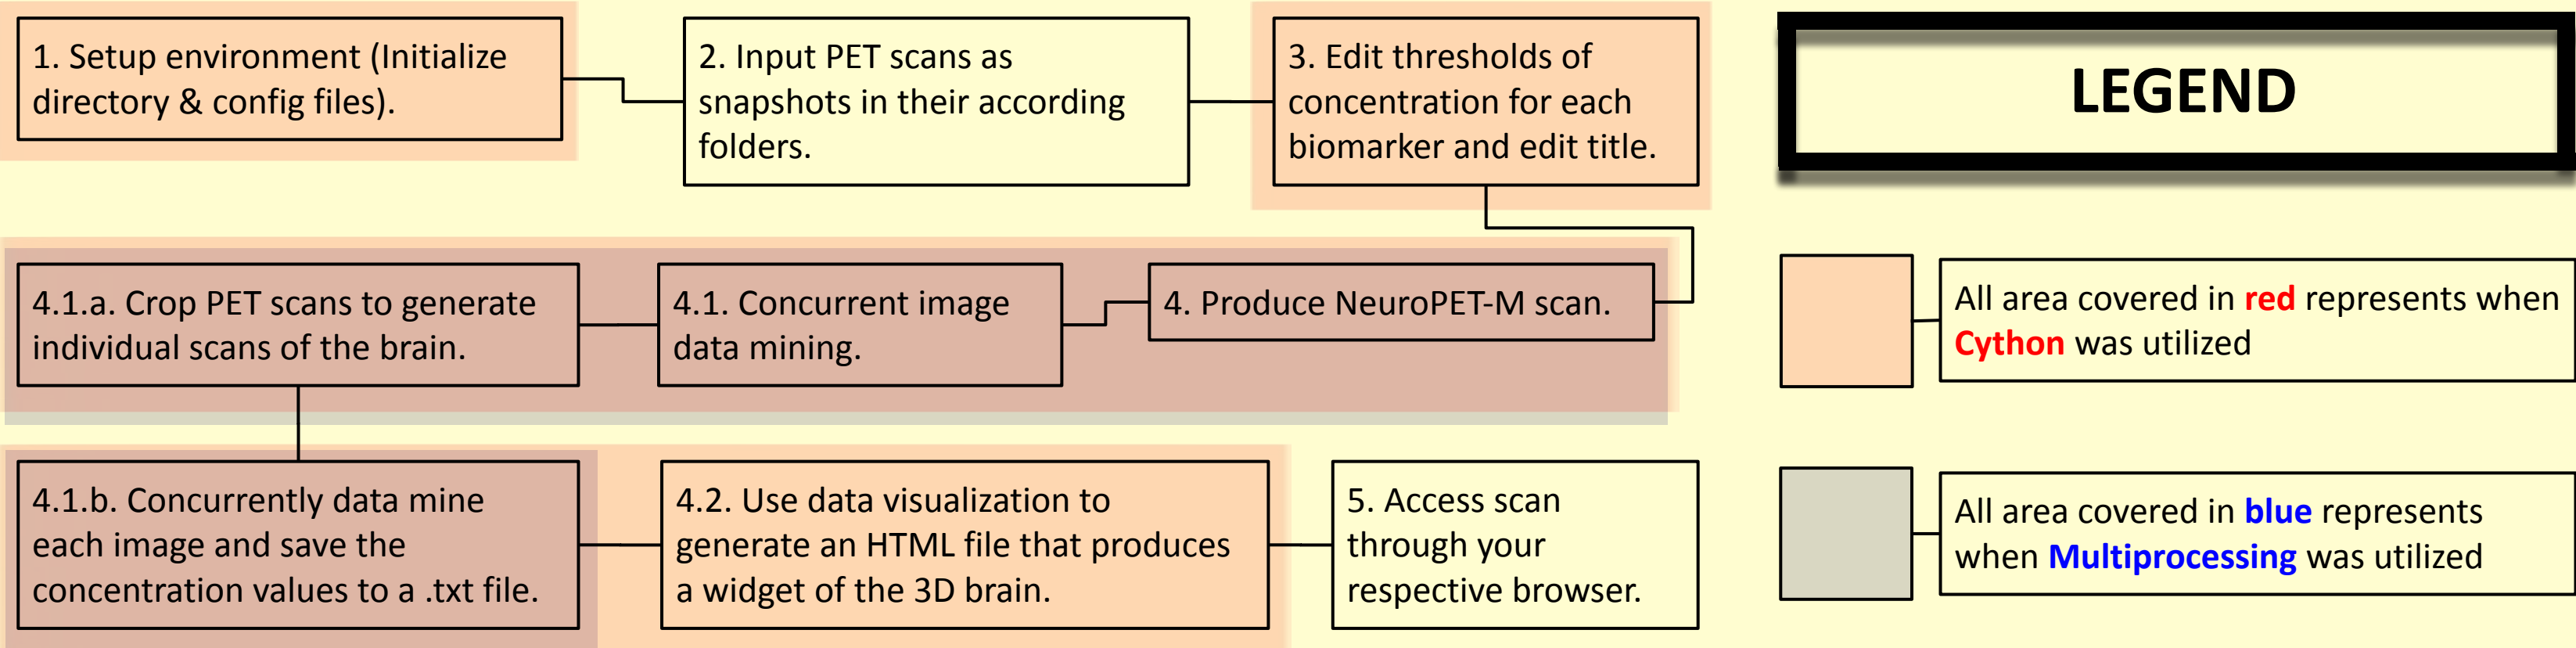 1. Setup environment (Initialize
directory & config files).
2. Input PET scans as
snapshots in their according
folders.
3. Edit thresholds of
concentration for each
biomarker and edit title.
LEGEND
4.1.a. Crop PET scans to generate
individual scans of the brain.
4.1. Concurrent image
data mining.
4. Produce NeuroPET-M scan.
All area covered in red represents when
Cython was utilized
4.1.b. Concurrently data mine
each image and save the
concentration values to a .txt file.
4.2. Use data visualization to
generate an HTML file that produces
a widget of the 3D brain.
5. Access scan
through your
respective browser.
All area covered in blue represents
when Multiprocessing was utilized